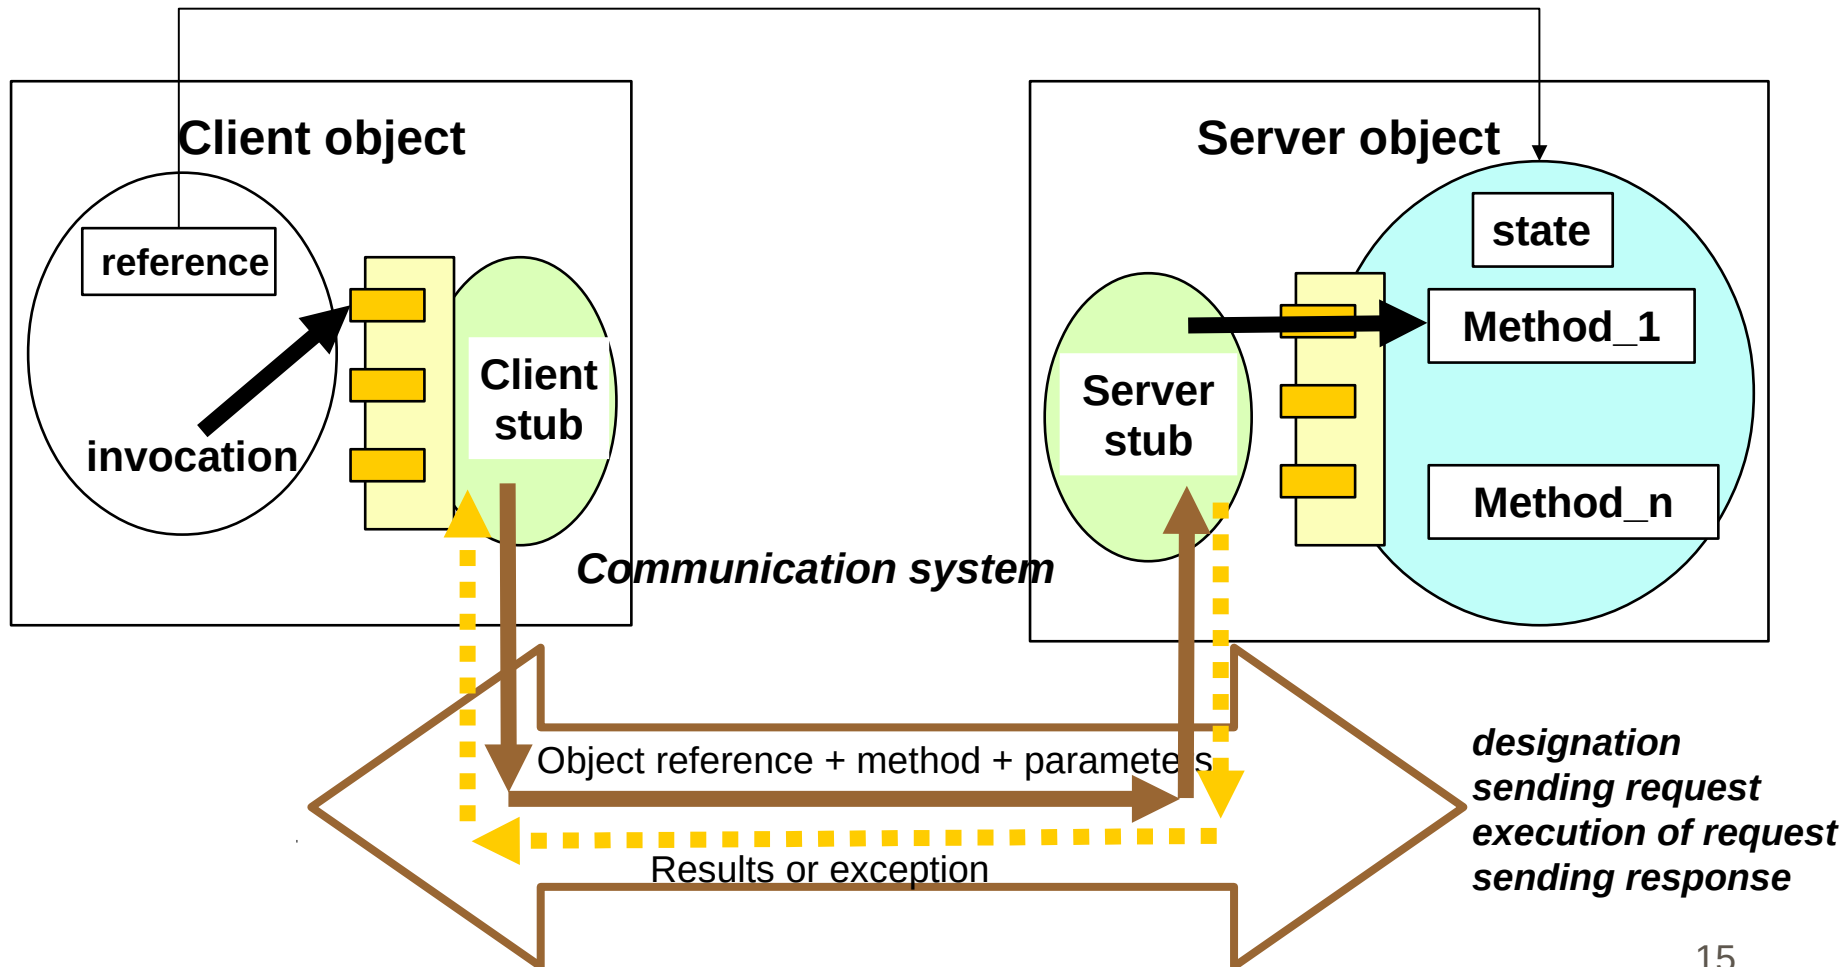 Client object
Server object
reference
state
Method_1
Client
stub
Server
stub
invocation
Method_n
Communication system
Object reference + method + parameters
Results or exception
designation
sending request
execution of request
sending response
15